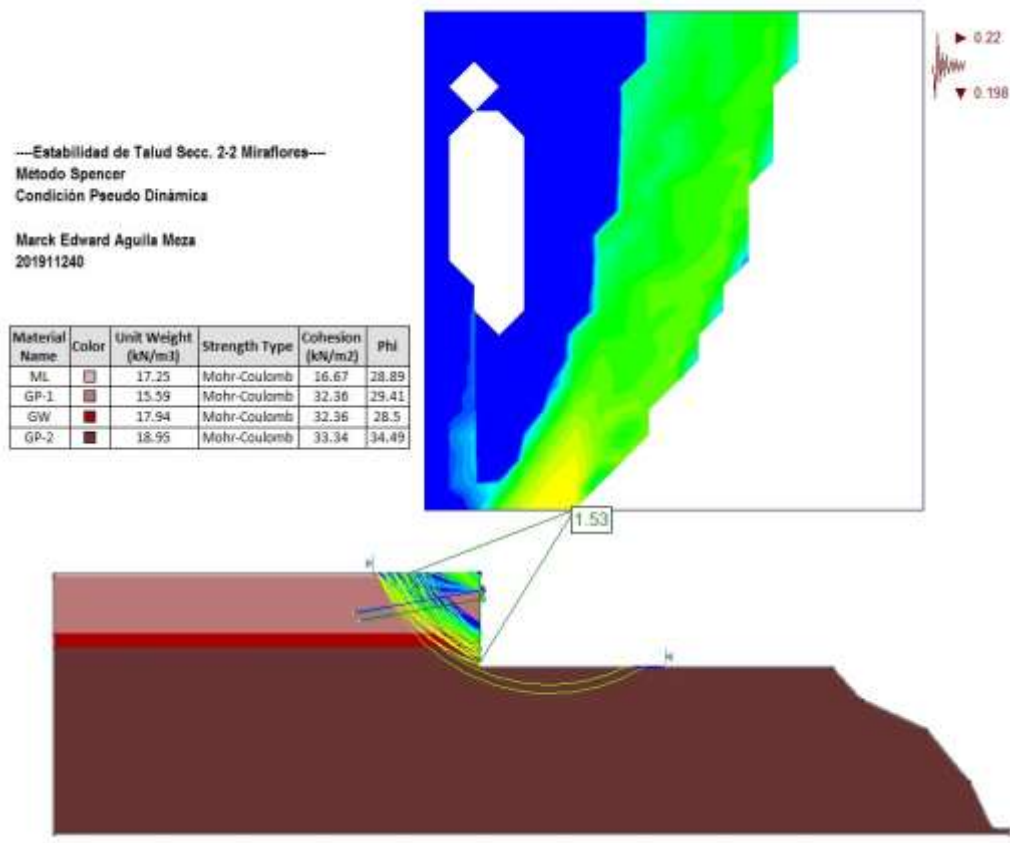 ----Estabilidad de Talud Secc. 2-2 Miraflores----
Método Spencer
Condición Pseudo Dinámica
Marck Edward Aguila Meza
201911240
Material Name Color Unit Weight (kN/m3) Strength Type Cohesion (kN/m2) Phi
ML 17.25 Mohr-Coulomb 16.67 28.89
GP-1 15.59 Mohr-Coulomb 32.36 29.41
GW 17.94 Mohr-Coulomb 32.36 28.5
GP-2 18.95 Mohr-Coulomb 33.34 34.49
0.22
0.198
1.53